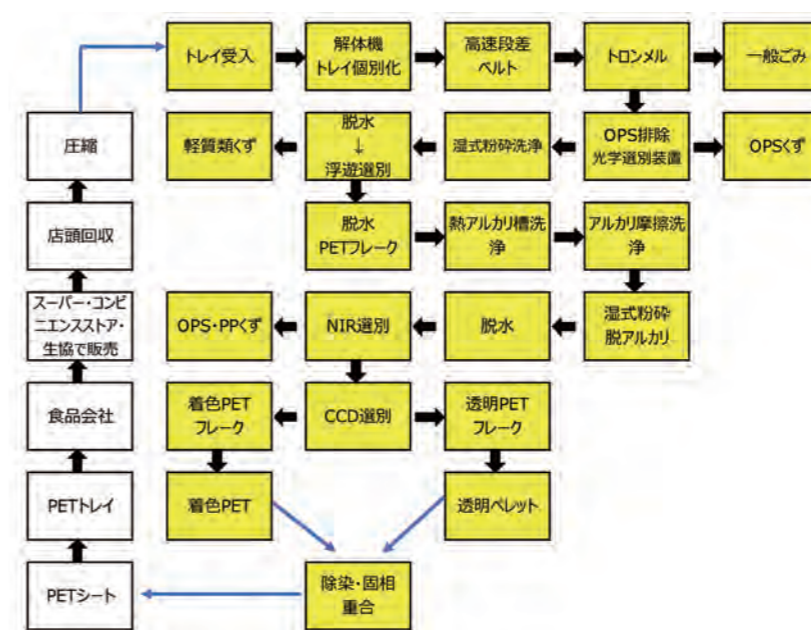 トレイ受入
解体機
トレイ個別化
高速段差
ベルト
トロンメル
一般ごみ
圧縮
軽質類くず
脱水
↓
浮遊選別
湿式粉砕洗浄
OPS排除
光学選別装置
OPSくず
店頭回収
脱水
PETフレーク
熱アルカリ槽洗
浄
アルカリ摩擦洗
浄
スーパー・コンビ
ニエンスストア・
生協で販売
OPS・PPくず
NIR選別
脱水
湿式粉砕
脱アルカリ
食品会社
着色PET
フレーク
CCD選別
透明PET
フレーク
PETトレイ
着色PET
透明ペレット
PETシート
除染・固相
重合